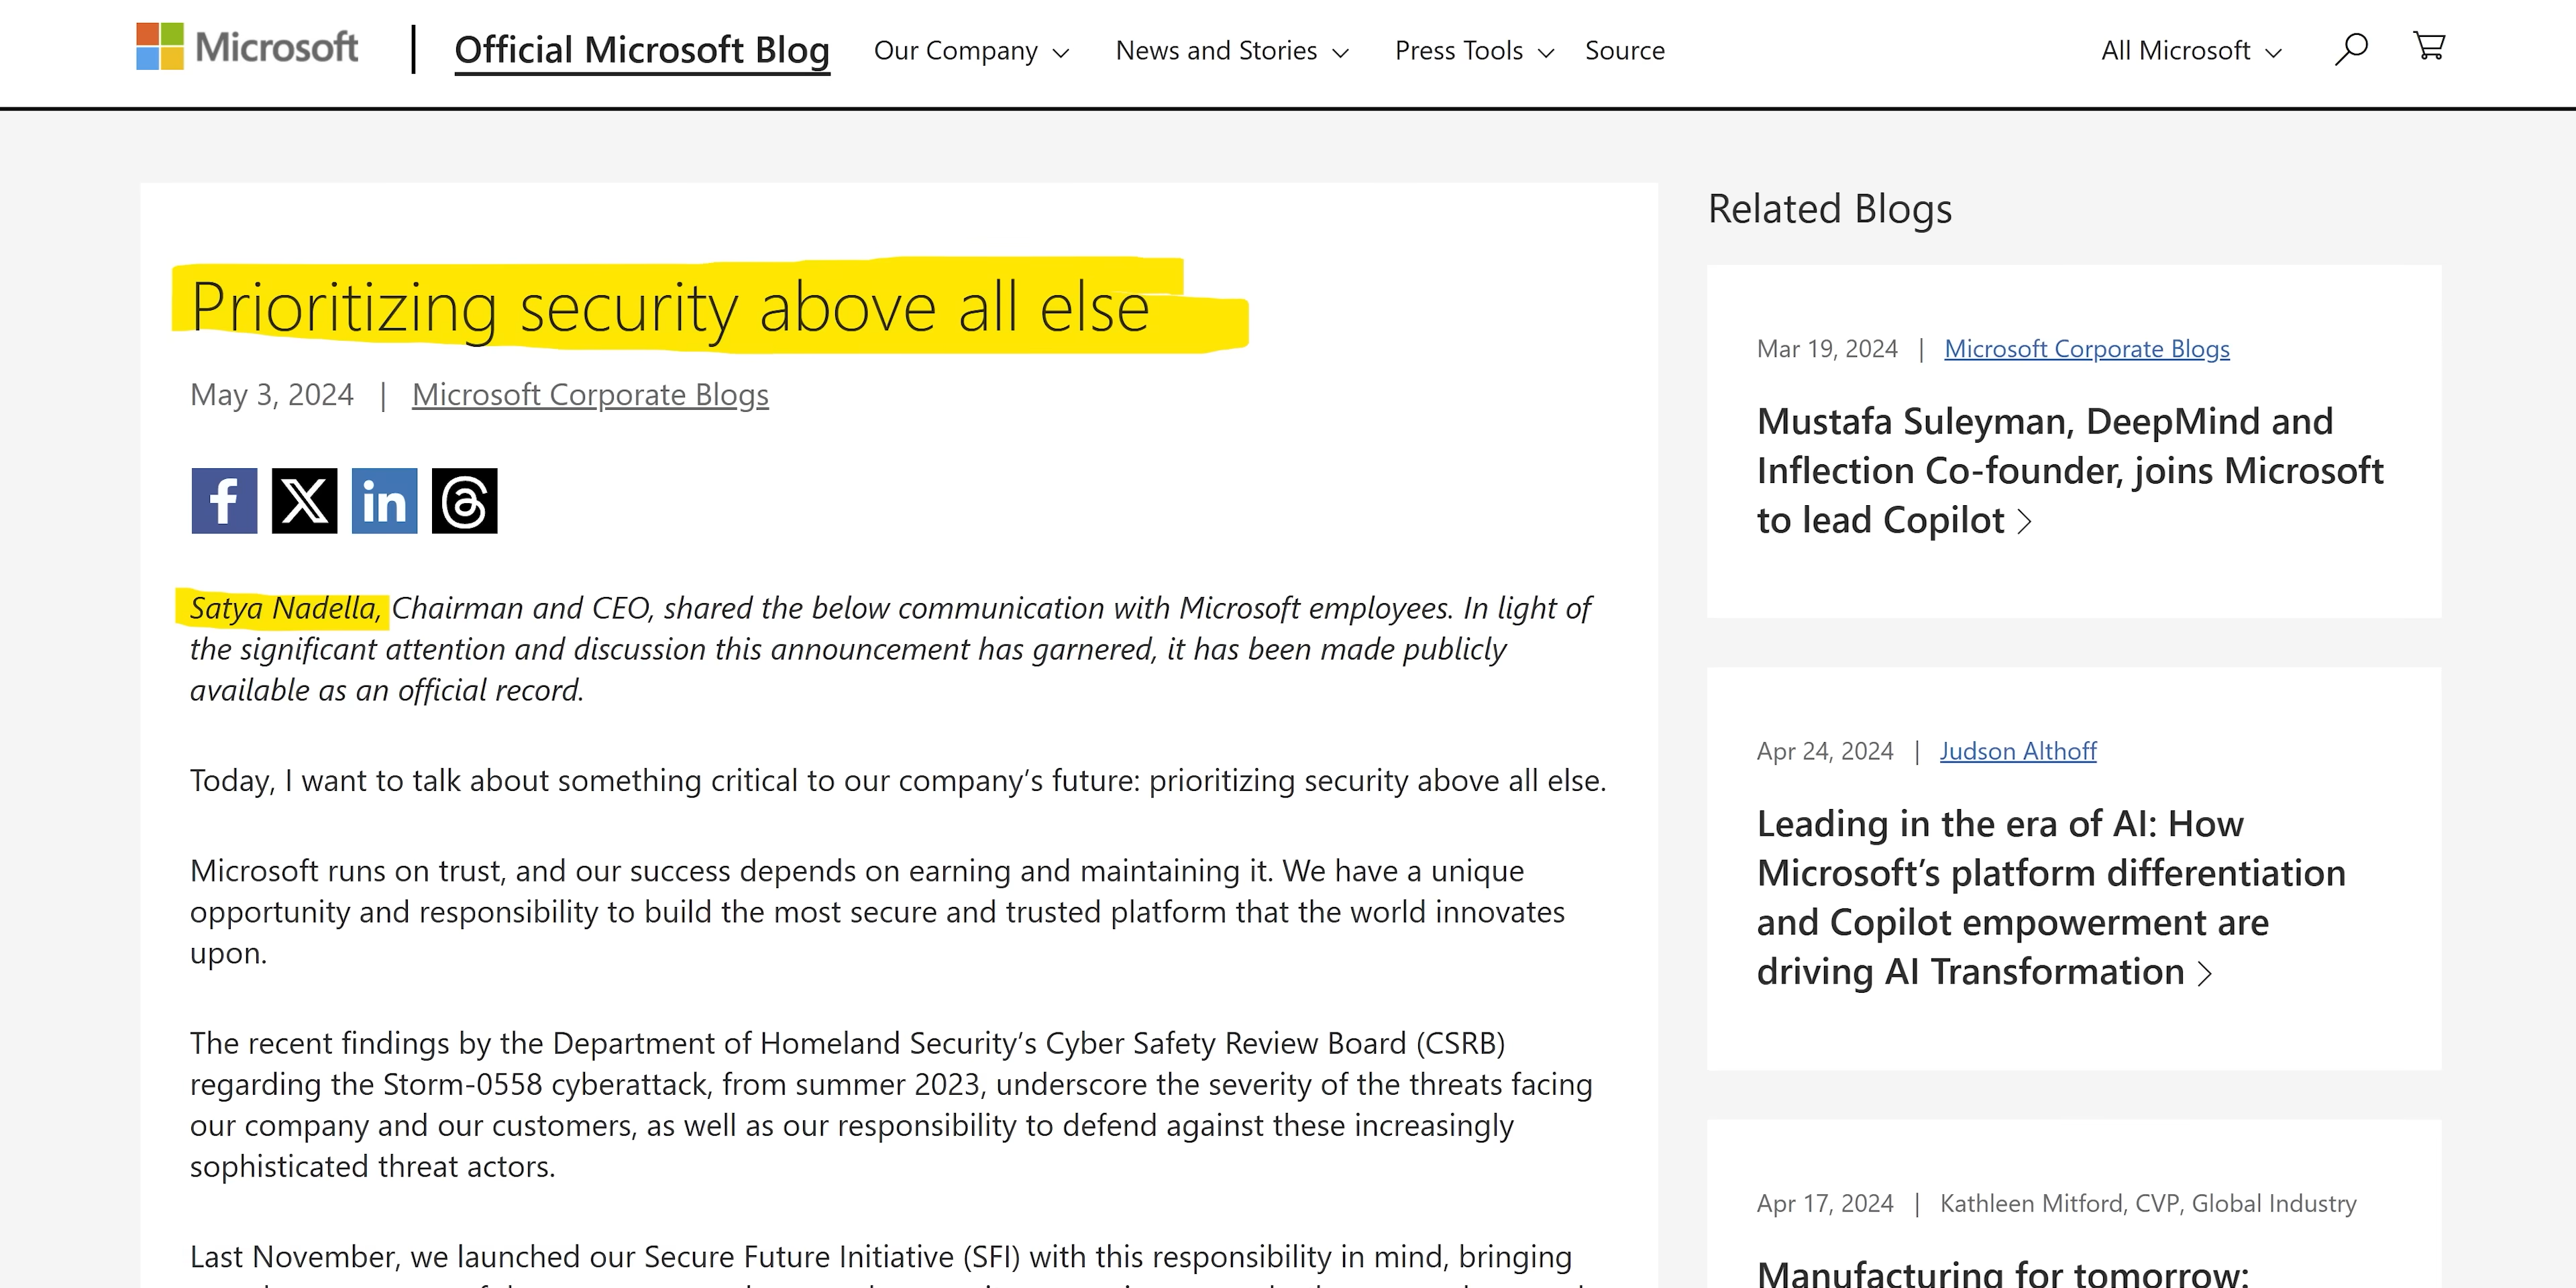 Microsoft
Official Microsoft Blog
Our Company
News and Stories
Press Tools
Source
All Microsoft
Prioritizing security above all else
May 3, 2024 | Microsoft Corporate Blogs
Satya Nadella, Chairman and CEO, shared the below communication with Microsoft employees. In light of
the significant attention and discussion this announcement has garnered, it has been made publicly
available as an official record.
Today, I want to talk about something critical to our company’s future: prioritizing security above all else.
Microsoft runs on trust, and our success depends on earning and maintaining it. We have a unique
opportunity and responsibility to build the most secure and trusted platform that the world innovates
upon.
The recent findings by the Department of Homeland Security’s Cyber Safety Review Board (CSRB)
regarding the Storm-0558 cyberattack, from summer 2023, underscore the severity of the threats facing
our company and our customers, as well as our responsibility to defend against these increasingly
sophisticated threat actors.
Last November, we launched our Secure Future Initiative (SFI) with this responsibility in mind, bringing
Related Blogs
Mar 19, 2024 | Microsoft Corporate Blogs
Mustafa Suleyman, DeepMind and
Inflection Co-founder, joins Microsoft
to lead Copilot
Apr 24, 2024 | Judson Althoff
Leading in the era of AI: How
Microsoft’s platform differentiation
and Copilot empowerment are
driving AI Transformation
Apr 17, 2024 | Kathleen Mitford, CVP, Global Industry
Manufacturing for tomorrow: